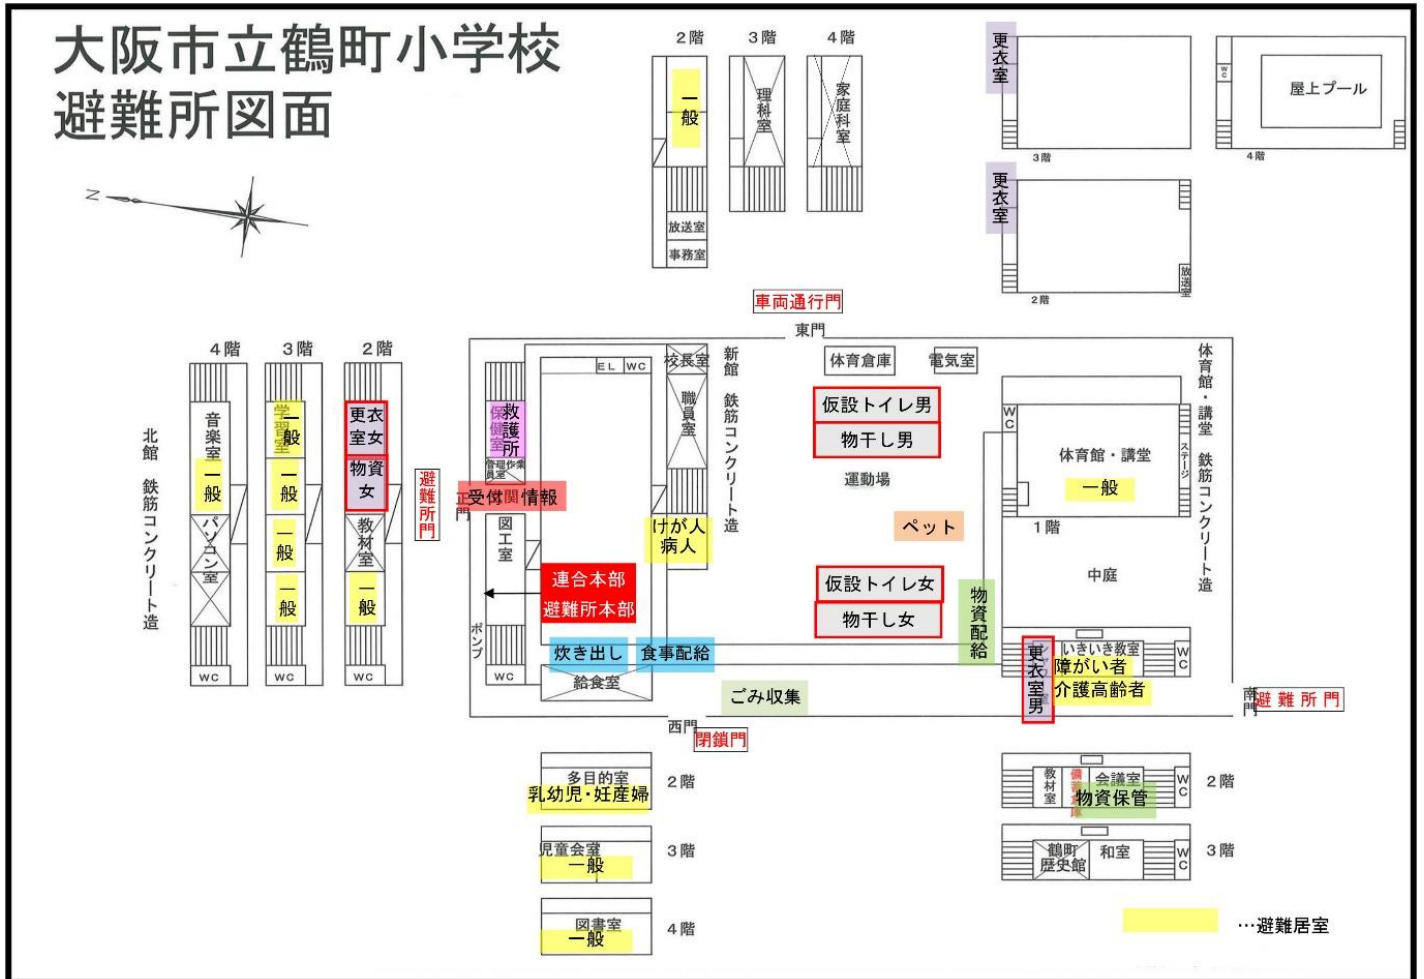 大阪市立鶴町小学校
避難所図面
N
2階
一般
放送室
事務室
3階
理科室
4階
家庭科室
更衣室
3階
WC
屋上プール
4階
更衣室
放送室
2階
車両通行門
東門
4階
音楽室
一般
パソコン室
WC
3階
学習室
一般
一般
一般
一般
WC
2階
更衣
室女
物資
女
教材室
一般
WC
北館 鉄筋コンクリート造
避難所門
正門
保健室
救護所
管理作業
員室
受付
関
情報
図工室
ポンプ
WC
EL
WC
校長室
職員室
新館 鉄筋コンクリート造
けが人
病人
連合本部
避難所本部
炊き出し
食事配給
給食室
体育倉庫
電気室
仮設トイレ男
物干し男
運動場
ペット
仮設トイレ女
物干し女
物資配給
ごみ収集
WC
体育館・講堂
一般
ステージ
1階
中庭
体育館・講堂 鉄筋コンクリート造
更衣室男
いきいき教室
障がい者
介護高齢者
WC
南門
避難所門
西門
閉鎖門
多目的室
乳幼児・妊産婦
2階
児童会室
一般
3階
図書室
一般
4階
教材室
備蓄倉庫
会議室
物資保管
WC
2階
鶴町
歴史館
和室
WC
3階
…避難居室